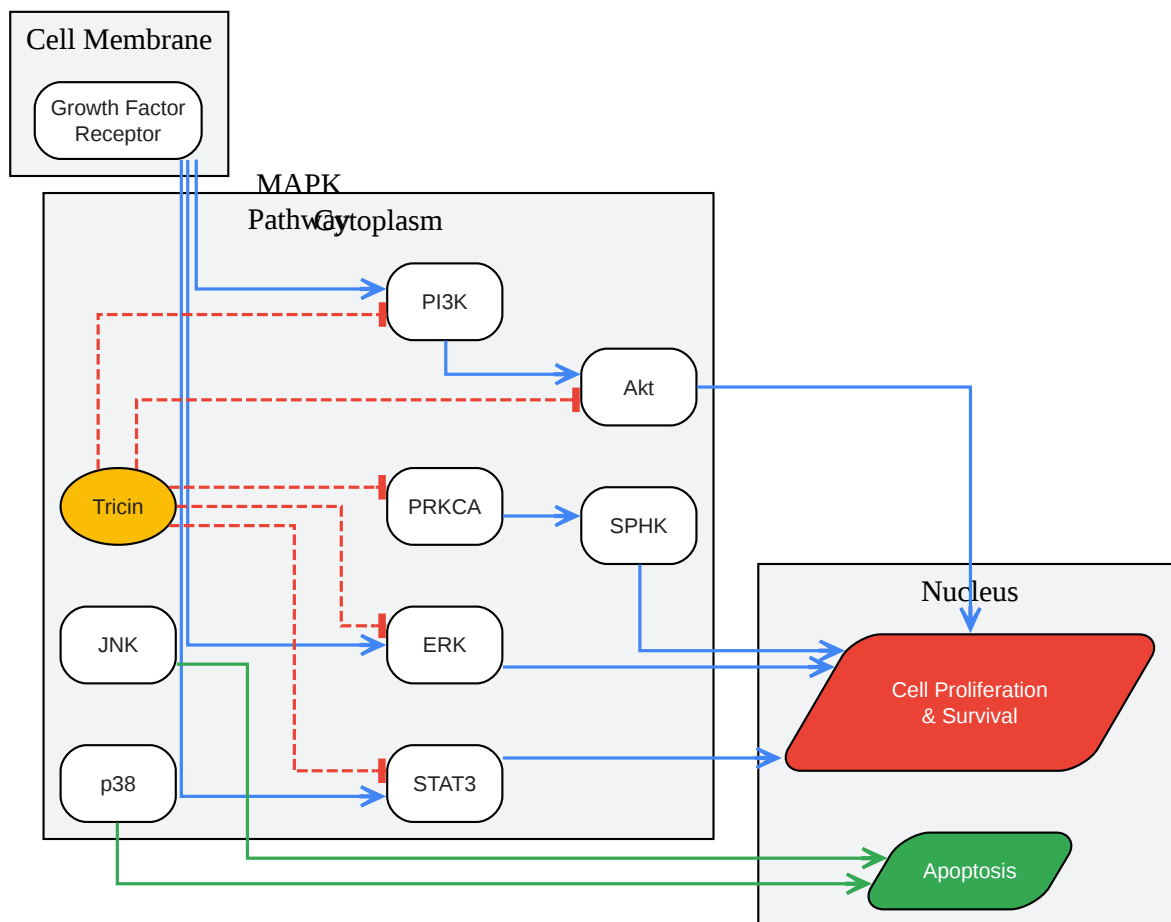 Cell Membrane
Growth Factor
Receptor
MAPK
Pathway
Cytoplasm
PI3K
Akt
Tricin
PRKCA
SPHK
Nucleus
JNK
ERK
Cell Proliferation
& Survival
p38
STAT3
Apoptosis